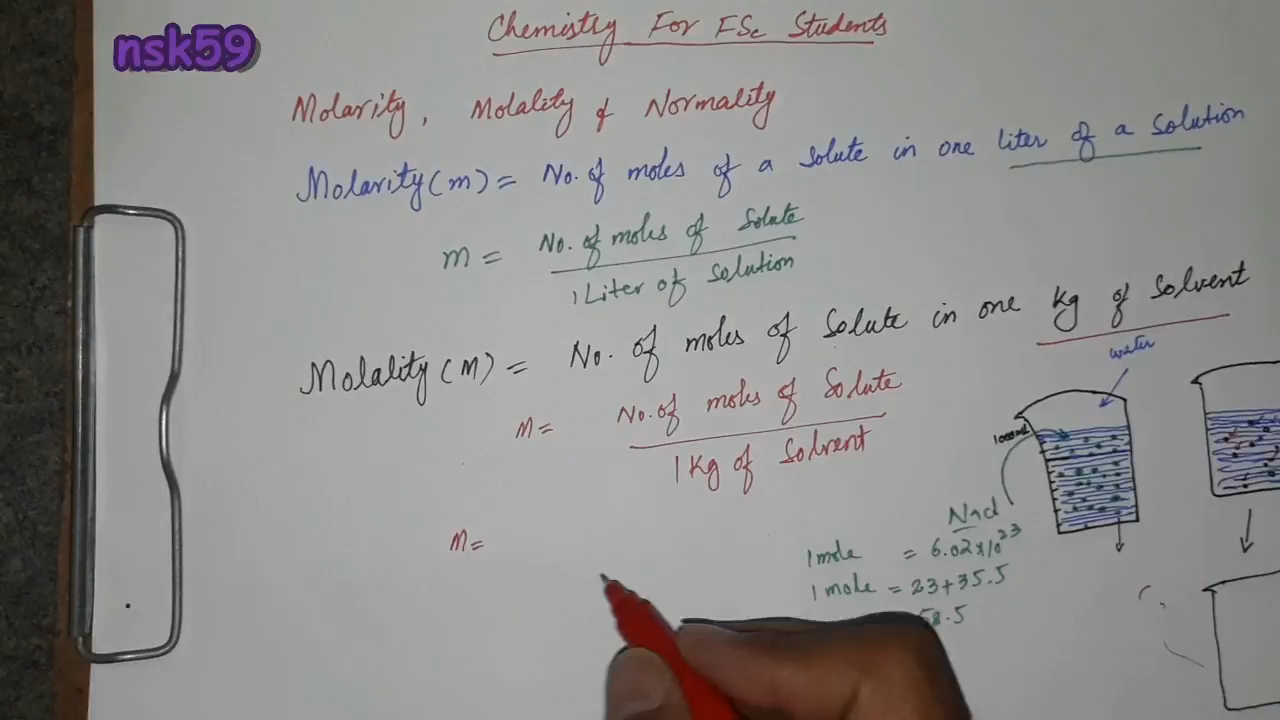 nsk59
Chemistry For FSc Students
Molarity, Molality & Normality
Molarity (m) = No. of moles of a Solute in one liter of a Solution
m = No. of moles of Solute
1 Liter of Solution
Molality (M) = No. of moles of Solute in one Kg of Solvent
water
M = No. of moles of Solute
1 Kg of Solvent
1000ml
NaCl
M =
1 mole = 6.02x10^23
1 mole = 23+35.5
58.5